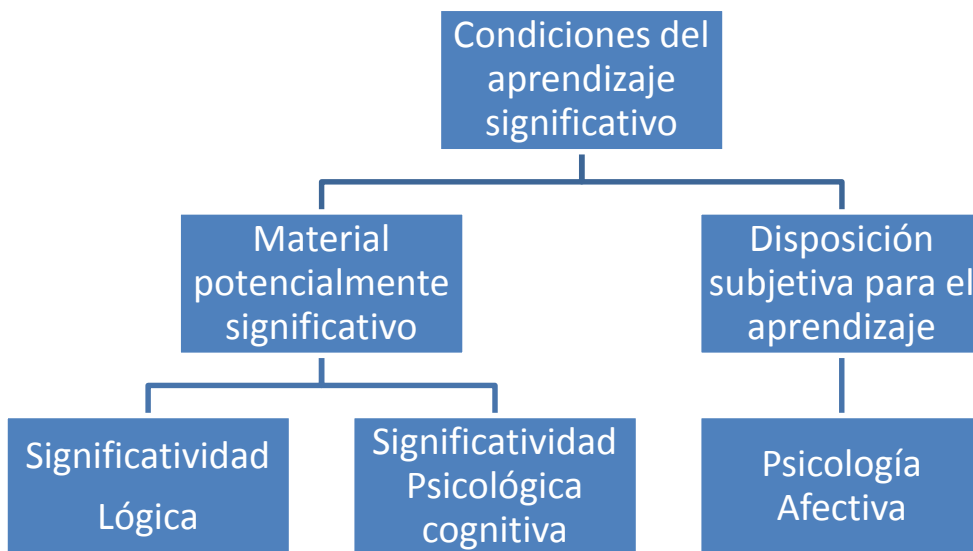 Condiciones del
aprendizaje
significativo
Material
potencialmente
significativo
Disposición
subjetiva para el
aprendizaje
Significatividad
Lógica
Significatividad
Psicológica
cognitiva
Psicología
Afectiva